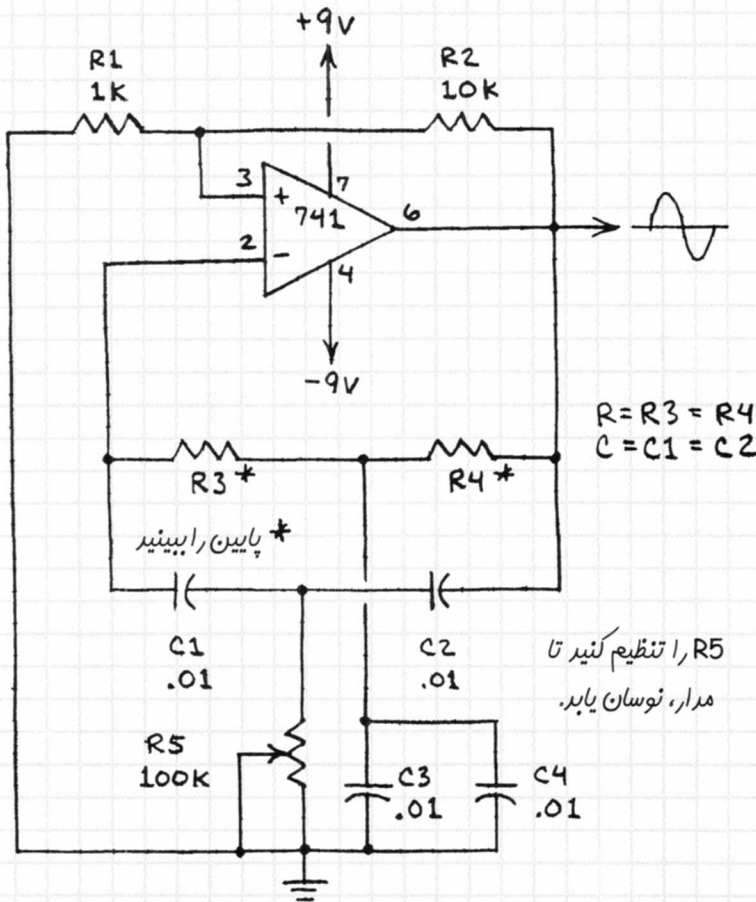 +9V
R1
1K
R2
10K
3
+
7
741
6
2
-
4
-9V
R=R3=R4
C=C1=C2
R3*
R4*
* پایین را ببینید
C1
.01
C2
.01
R5 را تنظیم کنید تا
مدار، نوسان یابد.
R5
100K
C3
.01
C4
.01